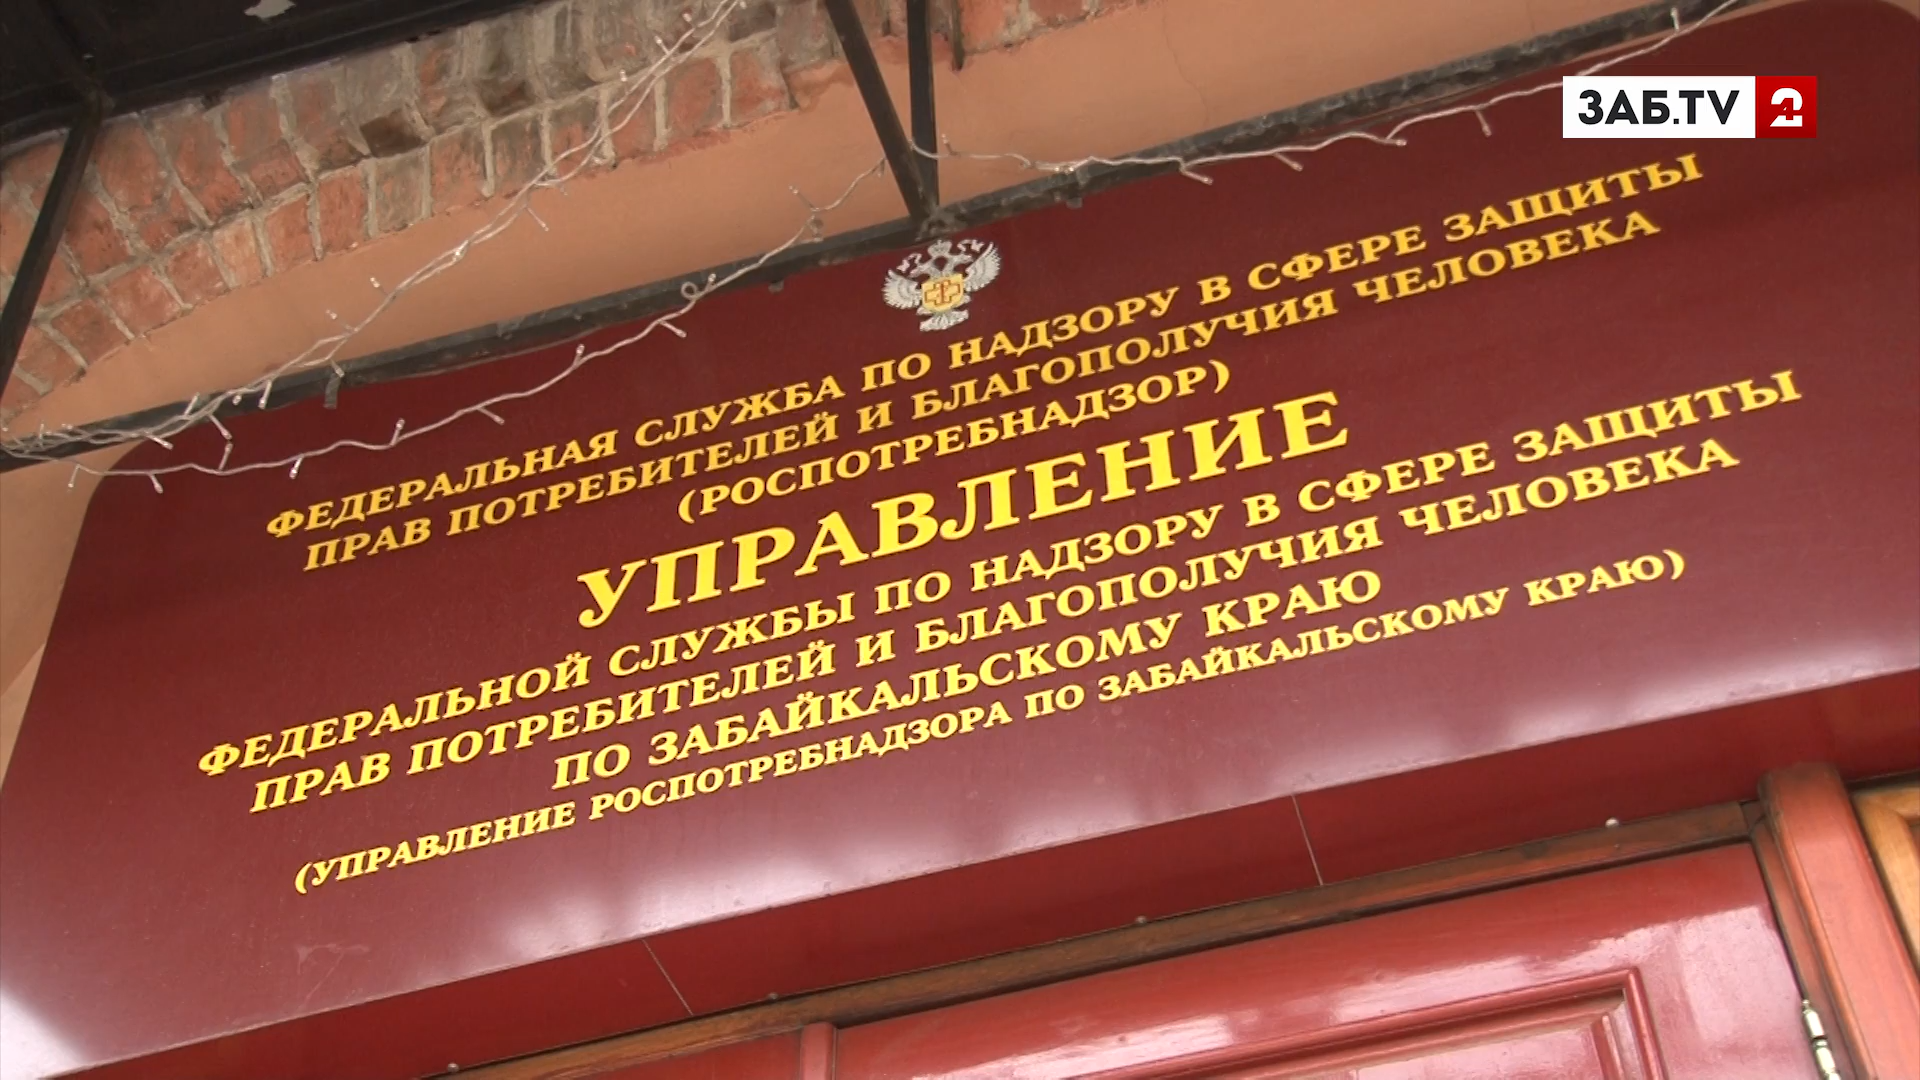 ЗАБ.TV 24
ФЕДЕРАЛЬНАЯ СЛУЖБА ПО НАДЗОРУ В СФЕРЕ ЗАЩИТЫ
ПРАВ ПОТРЕБИТЕЛЕЙ И БЛАГОПОЛУЧИЯ ЧЕЛОВЕКА
(РОСПОТРЕБНАДЗОР)
УПРАВЛЕНИЕ
ФЕДЕРАЛЬНОЙ СЛУЖБЫ ПО НАДЗОРУ В СФЕРЕ ЗАЩИТЫ
ПРАВ ПОТРЕБИТЕЛЕЙ И БЛАГОПОЛУЧИЯ ЧЕЛОВЕКА
ПО ЗАБАЙКАЛЬСКОМУ КРАЮ
(УПРАВЛЕНИЕ РОСПОТРЕБНАДЗОРА ПО ЗАБАЙКАЛЬСКОМУ КРАЮ)